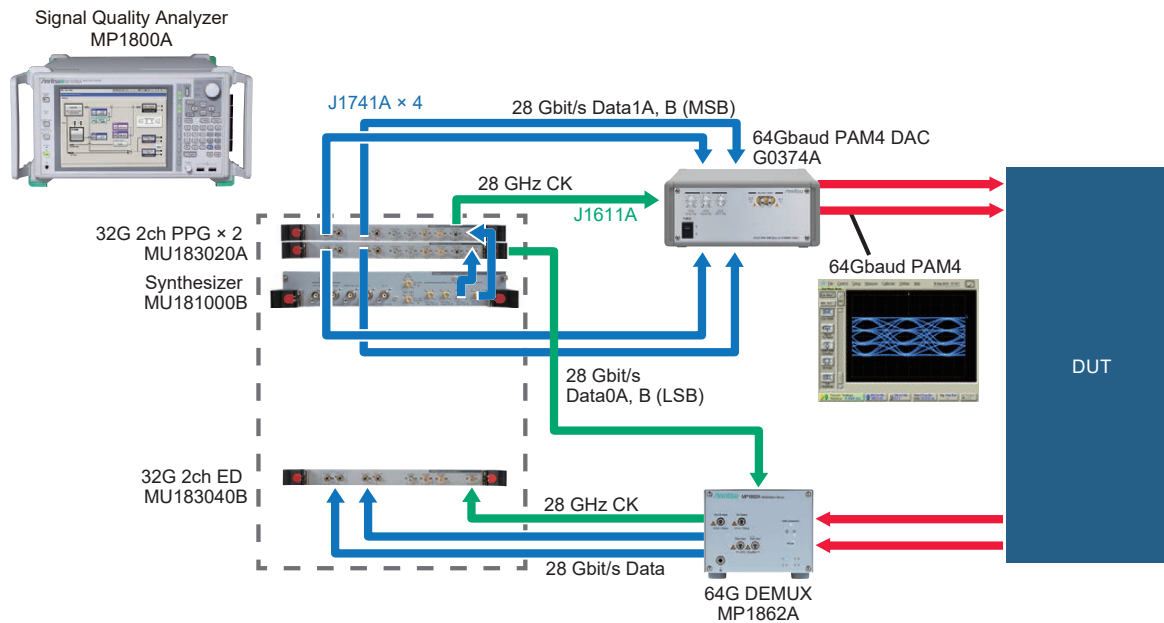 Signal Quality Analyzer
MP1800A
J1741A × 4
28 Gbit/s Data1A, B (MSB)
64Gbaud PAM4 DAC
G0374A
28 GHz CK
J1611A
32G 2ch PPG × 2
MU183020A
Synthesizer
MU181000B
64Gbaud PAM4
28 Gbit/s
Data0A, B (LSB)
DUT
32G 2ch ED
MU183040B
28 GHz CK
28 Gbit/s Data
64G DEMUX
MP1862A